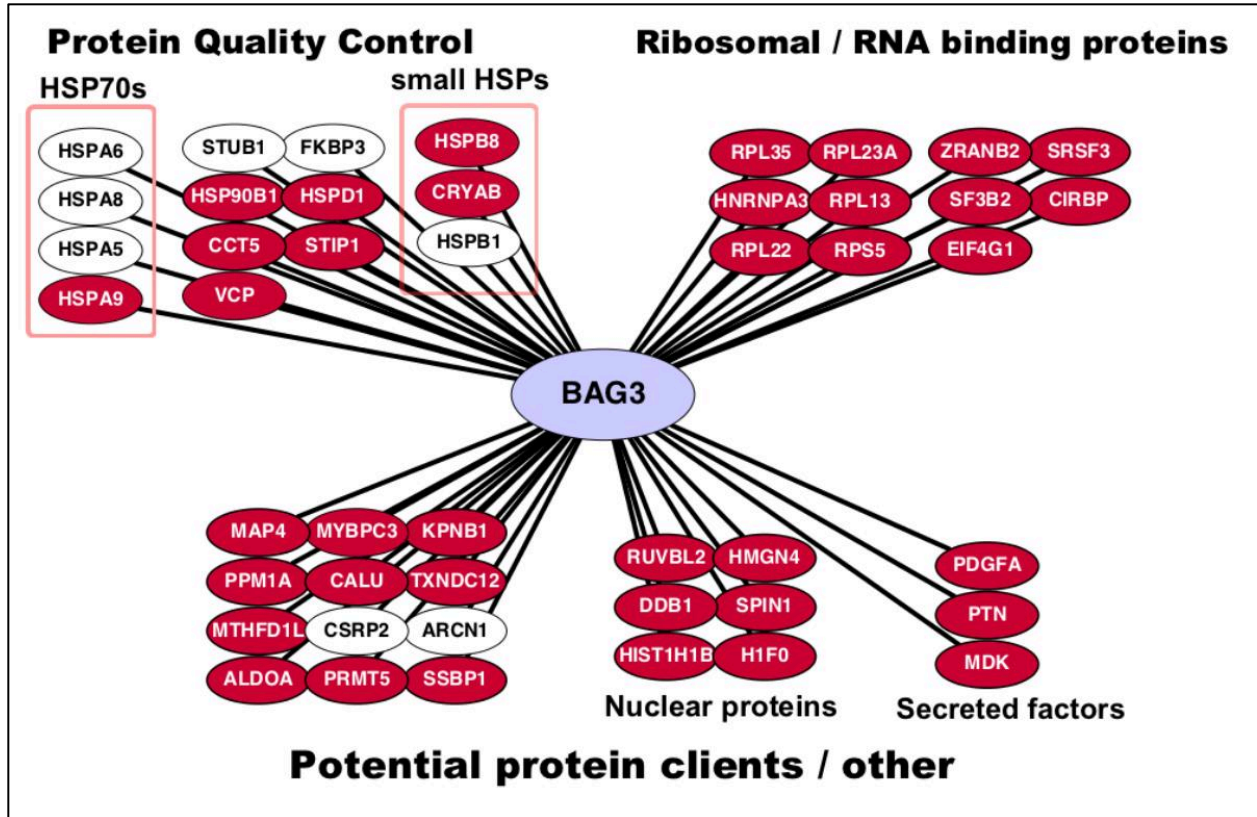 Protein Quality Control
Ribosomal / RNA binding proteins
HSP70s
small HSPs
HSPA6
HSPA8
HSPA5
HSPA9
STUB1 FKBP3
HSP90B1 HSPD1
CCT5 STIP1
VCP
HSPB8
CRYAB
HSPB1
RPL35 RPL23A
HNRNPA3 RPL13
RPL22 RPS5
ZRANB2 SRSF3
SF3B2 CIRBP
EIF4G1
BAG3
MAP4 MYBPC3 KPNB1
PPM1A CALU TXNDC12
MTHFD1L CSRP2 ARCN1
ALDOA PRMT5 SSBP1
RUVBL2 HMGN4
DDB1 SPIN1
HIST1H1B H1F0
Nuclear proteins
PDGFA
PTN
MDK
Secreted factors
Potential protein clients / other